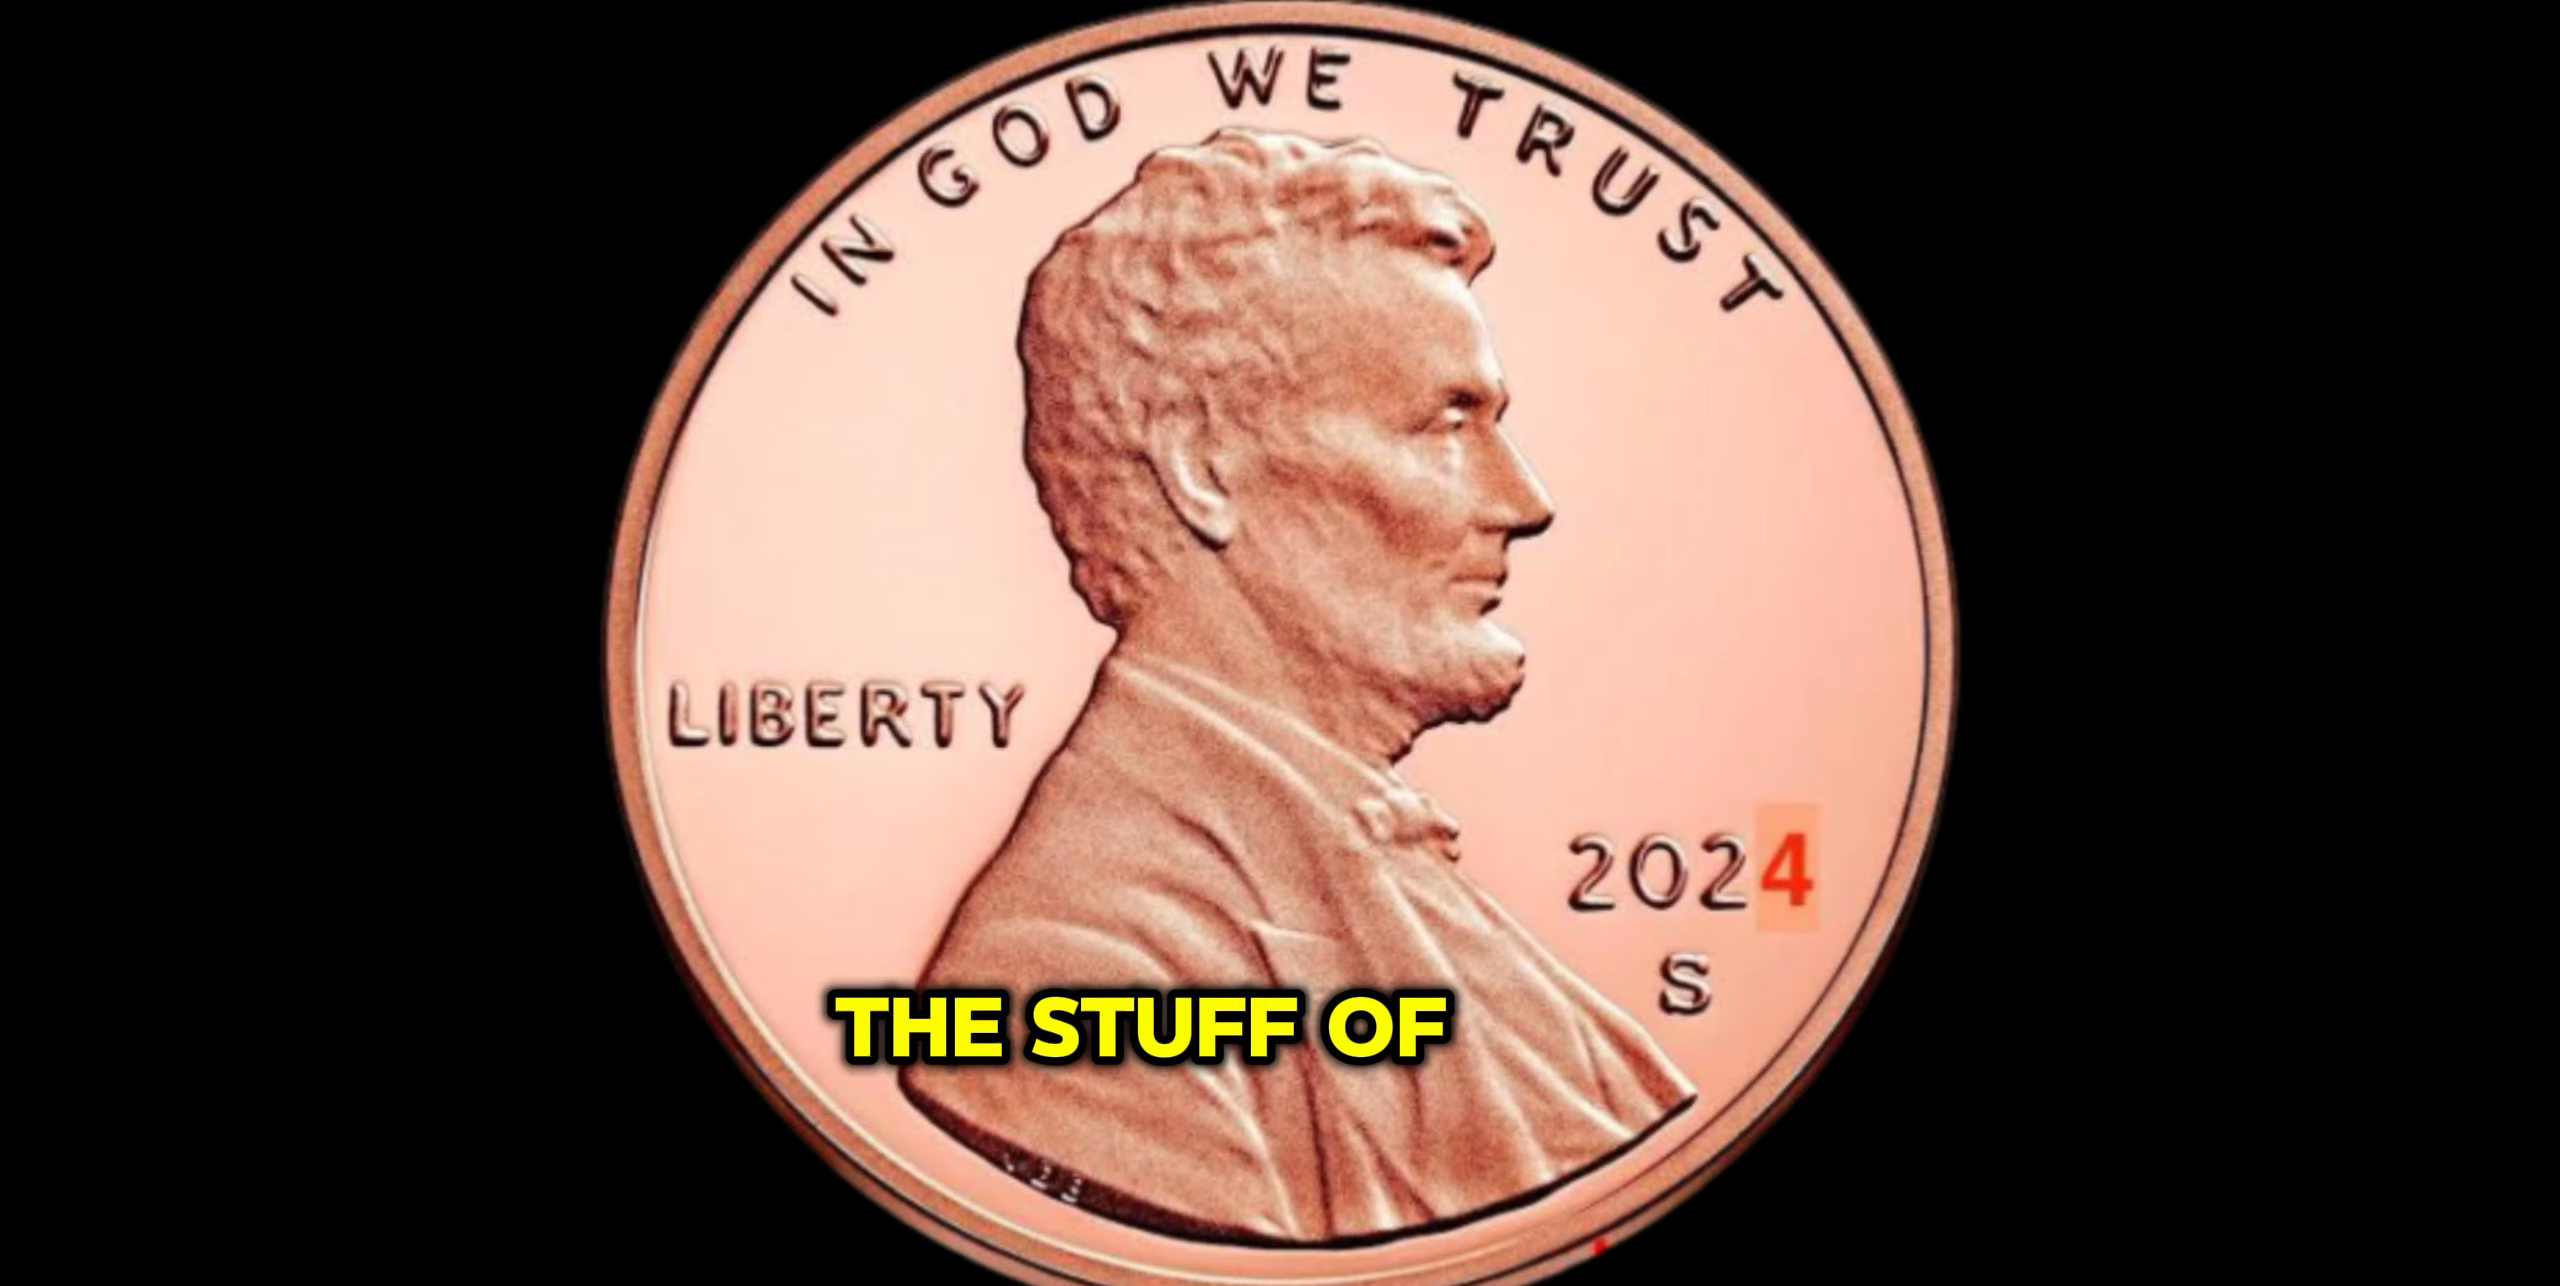 IN GOD WE TRUST
LIBERTY
2024
S
THE STUFF OF